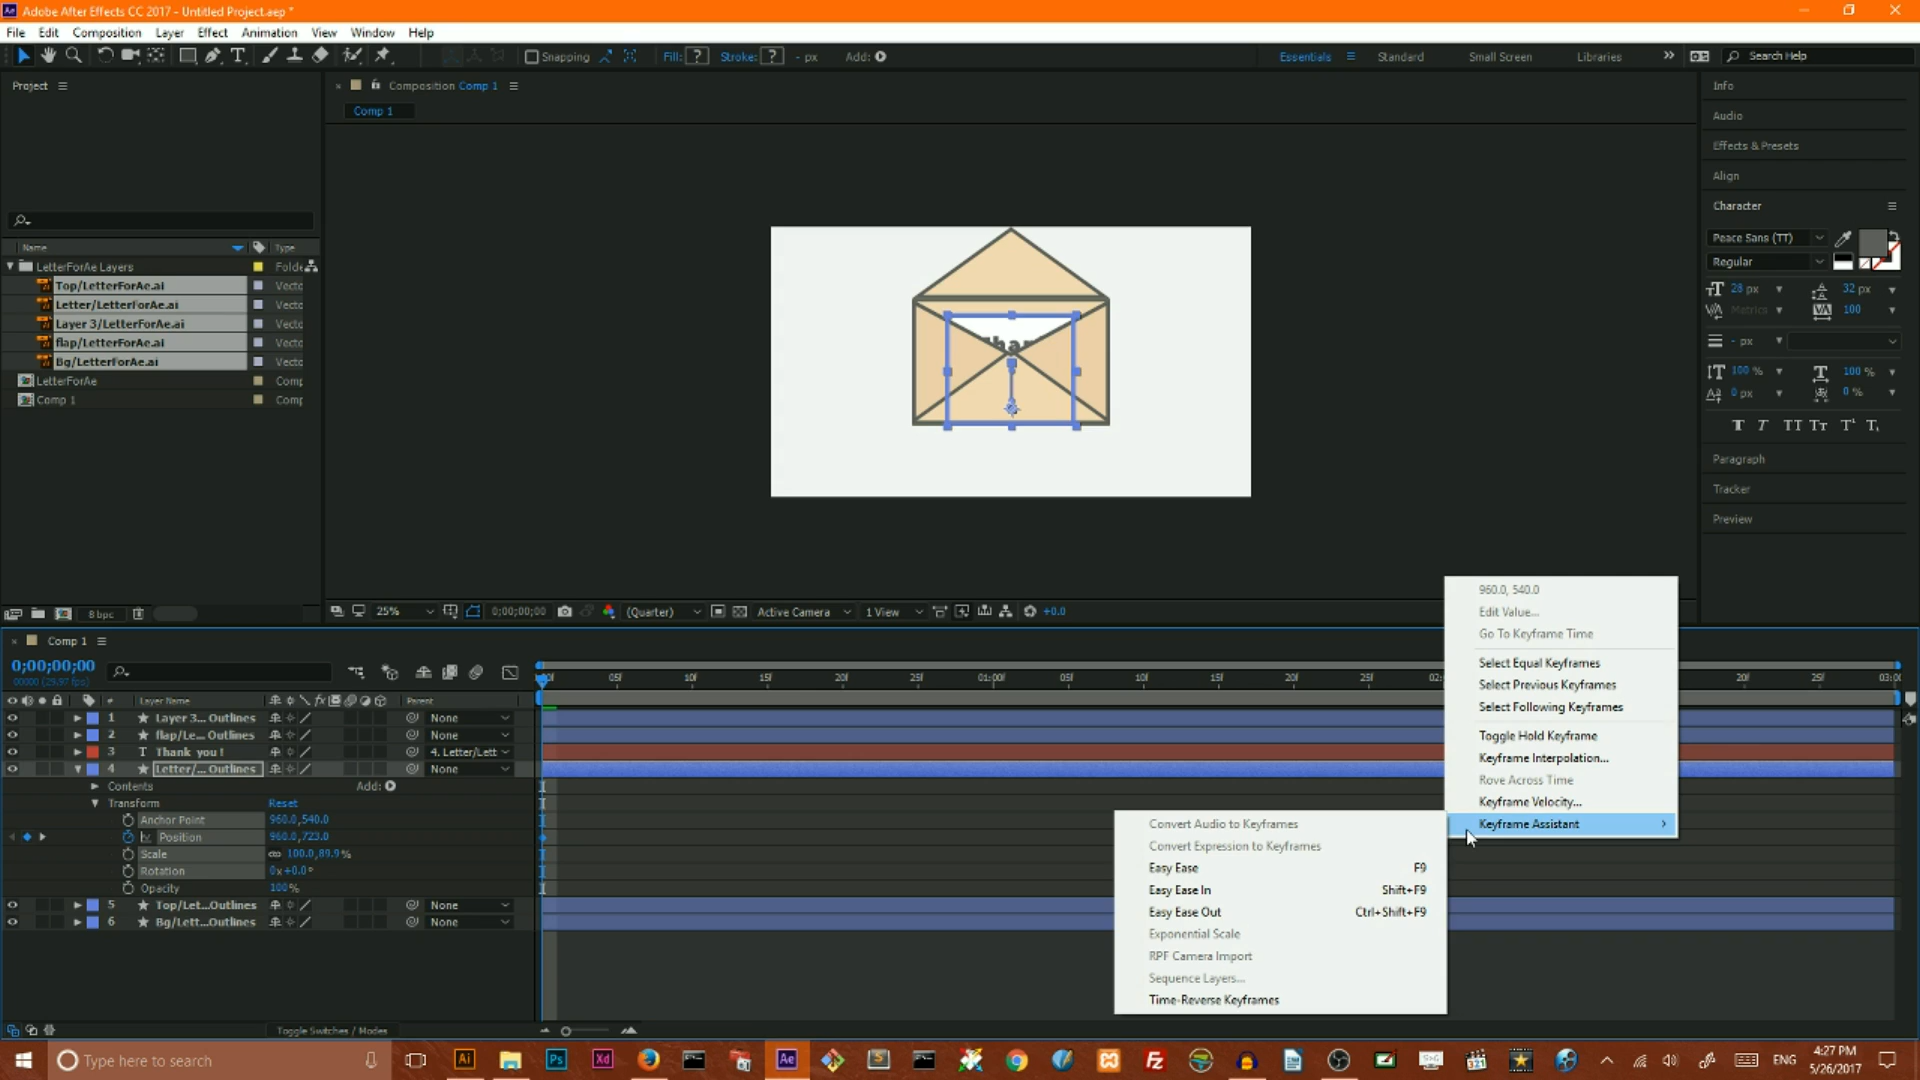 Adobe After Effects CC 2017 - Untitled Project.aep *
File Edit Composition Layer Effect Animation View Window Help
Snapping Fill: ? Stroke: ? - px Add: Essentials Standard Small Screen Libraries Search Help
Project
Composition Comp 1
Comp 1
Name Type
LetterForAe Layers Folde
Top/LetterForAe.ai Vecto
Letter/LetterForAe.ai Vecto
Layer 3/LetterForAe.ai Vecto
flap/LetterForAe.ai Vecto
Bg/LetterForAe.ai Vecto
LetterForAe Comp
Comp 1 Comp
8 bpc
25% 0;00;00;00 (Quarter) Active Camera 1 View +0.0
Info
Audio
Effects & Presets
Align
Character
Peace Sans (TT)
Regular
28 px 32 px
Metrics 100
- px
100 % 100 %
0 px 0 %
T T TT Tт T' T,
Paragraph
Tracker
Preview
Comp 1
0;00;00;00
00000 (29.97 fps)
05f 10f 15f 20f 25f 01:00f 05f 10f 15f 20f 25f 02: 20f 25f 03:00
# Layer Name Parent
1 Layer 3... Outlines None
2 flap/Le... Outlines None
3 T Thank you ! 4. Letter/Lett
4 Letter/... Outlines None
Contents Add:
Transform Reset
Anchor Point 960.0,540.0
Position 960.0,723.0
Scale 100.0,89.9%
Rotation 0x+0.0°
Opacity 100%
5 Top/Let...Outlines None
6 Bg/Lett...Outlines None
Toggle Switches / Modes
960.0, 540.0
Edit Value...
Go To Keyframe Time
Select Equal Keyframes
Select Previous Keyframes
Select Following Keyframes
Toggle Hold Keyframe
Keyframe Interpolation...
Rove Across Time
Keyframe Velocity...
Keyframe Assistant
Convert Audio to Keyframes
Convert Expression to Keyframes
Easy Ease F9
Easy Ease In Shift+F9
Easy Ease Out Ctrl+Shift+F9
Exponential Scale
RPF Camera Import
Sequence Layers...
Time-Reverse Keyframes
Type here to search
Ai Ps Xd Ae
ENG
4:27 PM
5/26/2017